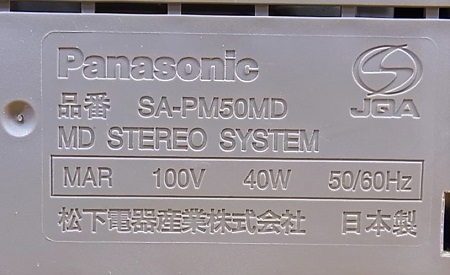 Panasonic
品番 SA-PM50MD
JQA
MD STEREO SYSTEM
MAR 100V 40W 50/60Hz
松下電器産業株式会社 日本製